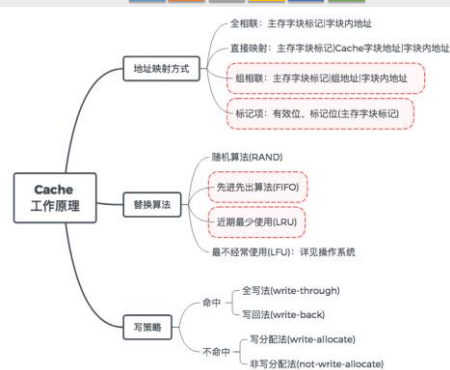 全相联：主存字块标记|字块内地址
直接映射：主存字块标记|Cache字块地址|字块内地址
地址映射方式
组相联：主存字块标记|组地址|字块内地址
标记项：有效位、标记位(主存字块标记)
随机算法(RAND)
先进先出算法(FIFO)
Cache
工作原理
替换算法
近期最少使用(LRU)
最不经常使用(LFU)：详见操作系统
全写法(write-through)
命中
写回法(write-back)
写策略
写分配法(write-allocate)
不命中
非写分配法(not-write-allocate)